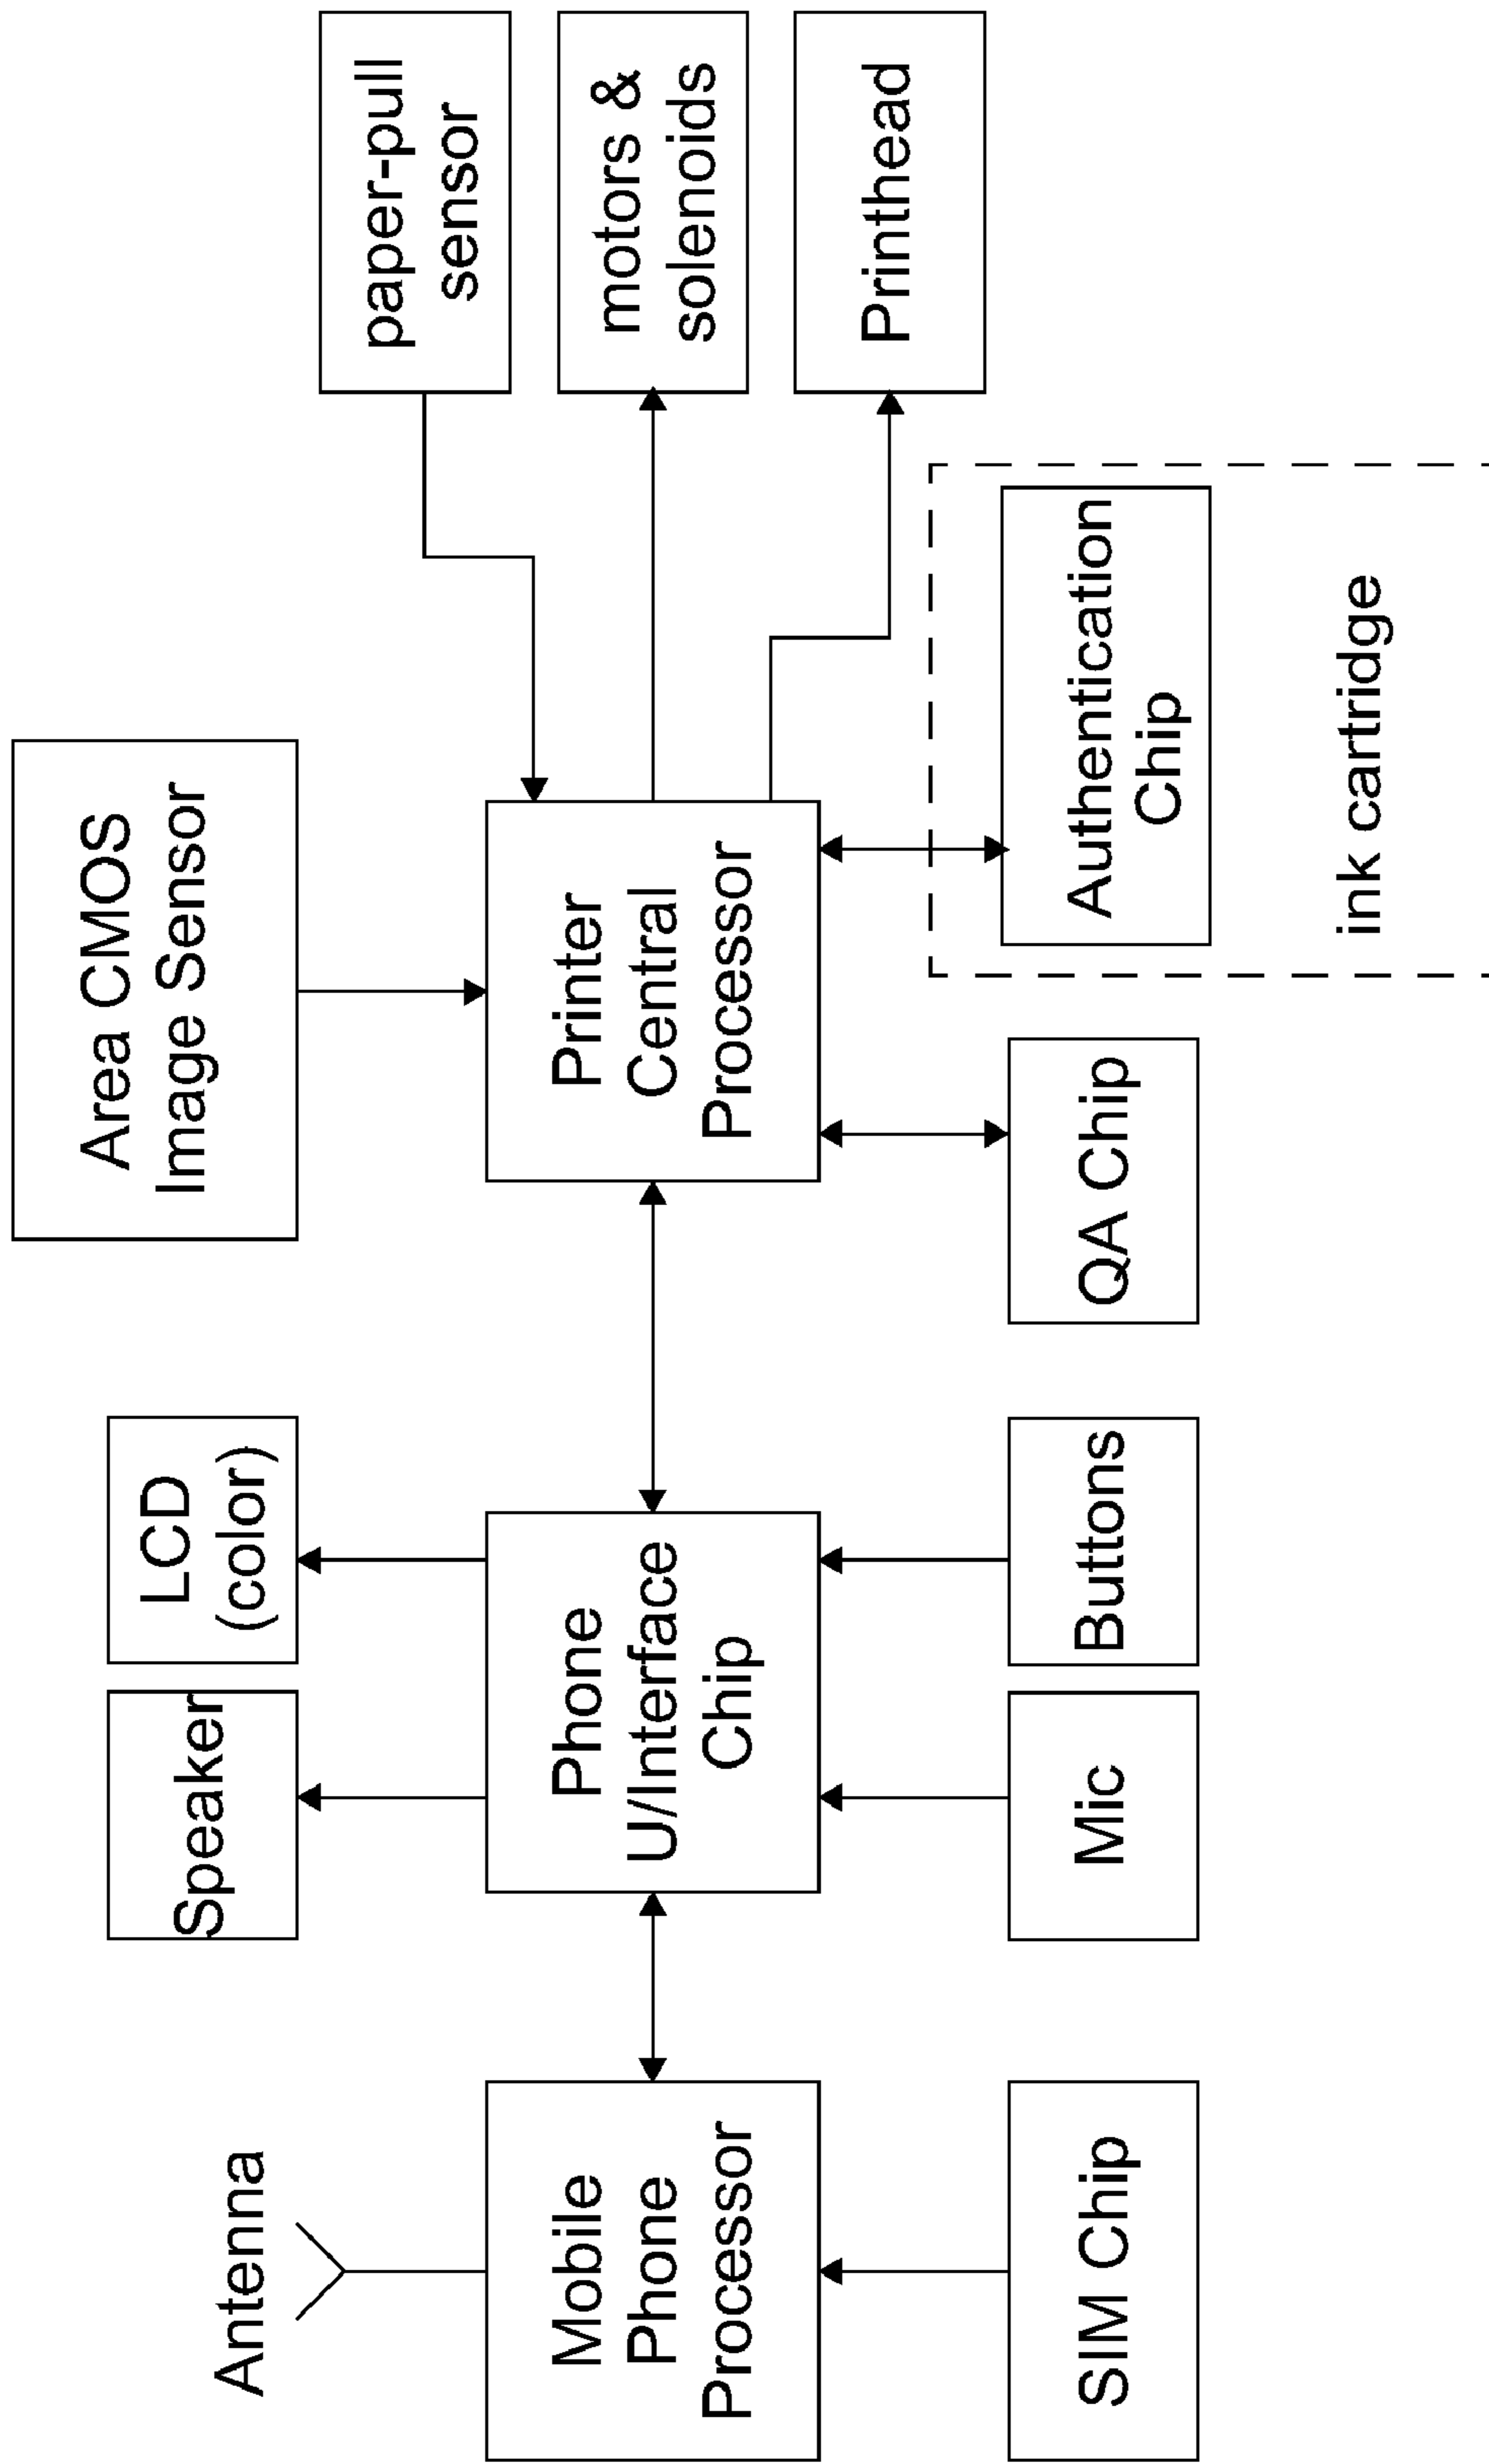 Area CMOS
Image Sensor
paper-pull
sensor
motors &
solenoids
Printhead
Antenna
Speaker
LCD
(color)
Mobile
Phone
Processor
Phone
U/Interface
Chip
Printer
Central
Processor
SIM Chip
Mic
Buttons
QA Chip
Authentication
Chip
ink cartridge